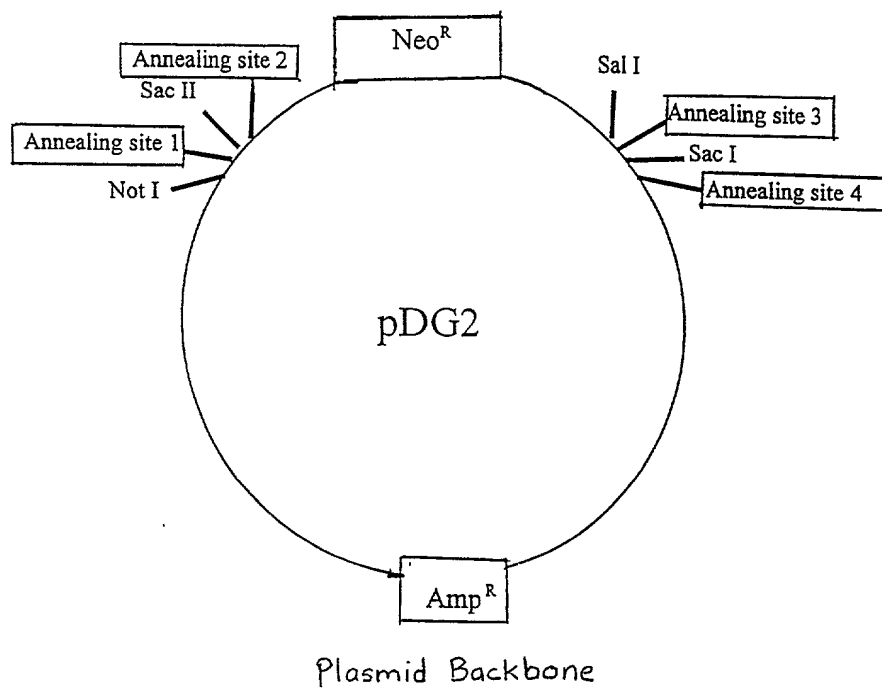 Neo^R
Annealing site 2
Sac II
Annealing site 1
Not I
Sal I
Annealing site 3
Sac I
Annealing site 4
pDG2
Amp^R
Plasmid Backbone